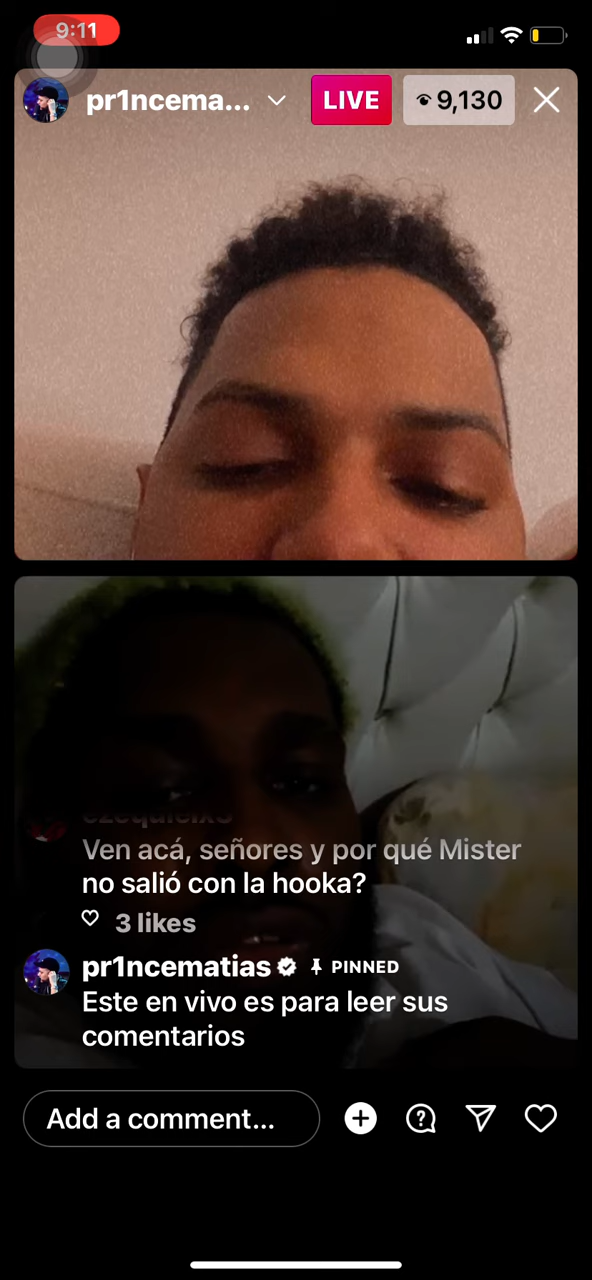 9:11
pr1ncema...
LIVE
9,130
Ven acá, señores y por qué Mister
no salió con la hooka?
3 likes
pr1ncematias PINNED
Este en vivo es para leer sus
comentarios
Add a comment...